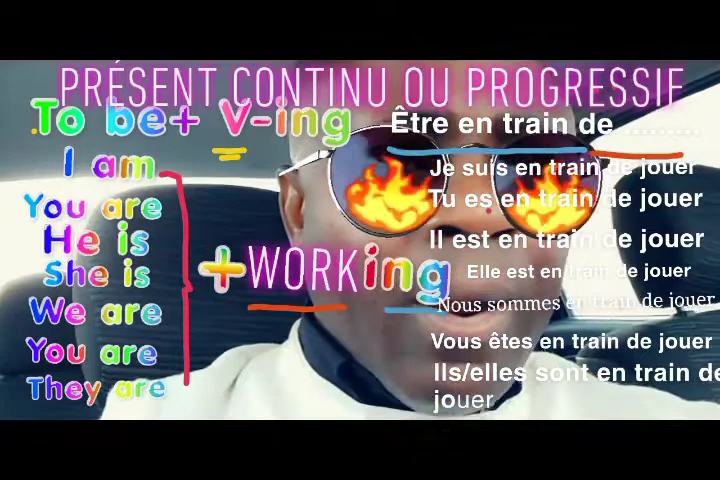 PRÉSENT CONTINU OU PROGRESSIF
To be+ V-ing
Être en train de .........
I am
You are
He is
She is
We are
You are
They are
+WORKing
Je suis en train de jouer
Tu es en train de jouer
Il est en train de jouer
Elle est en train de jouer
Nous sommes en train de jouer
Vous êtes en train de jouer
Ils/elles sont en train de
jouer